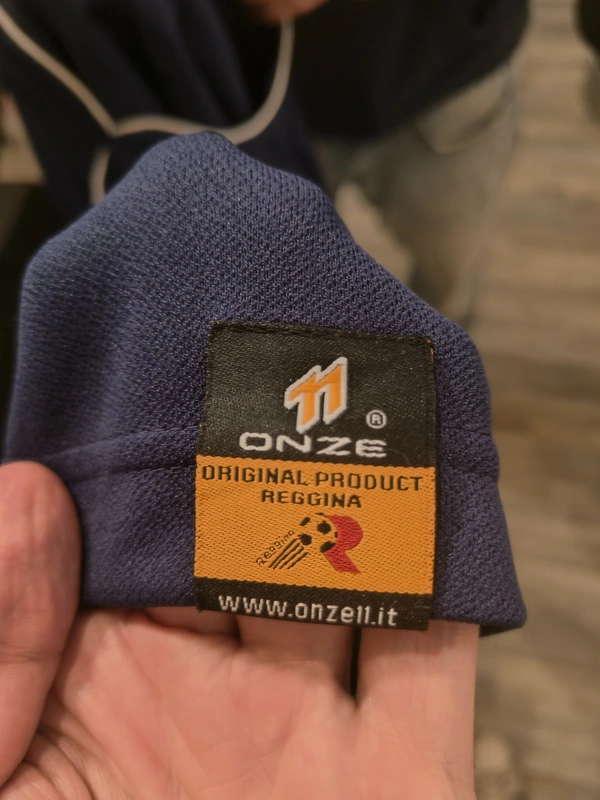 11
®
ONZE
ORIGINAL PRODUCT
REGGINA
REGGINA
R
www.onze11.it